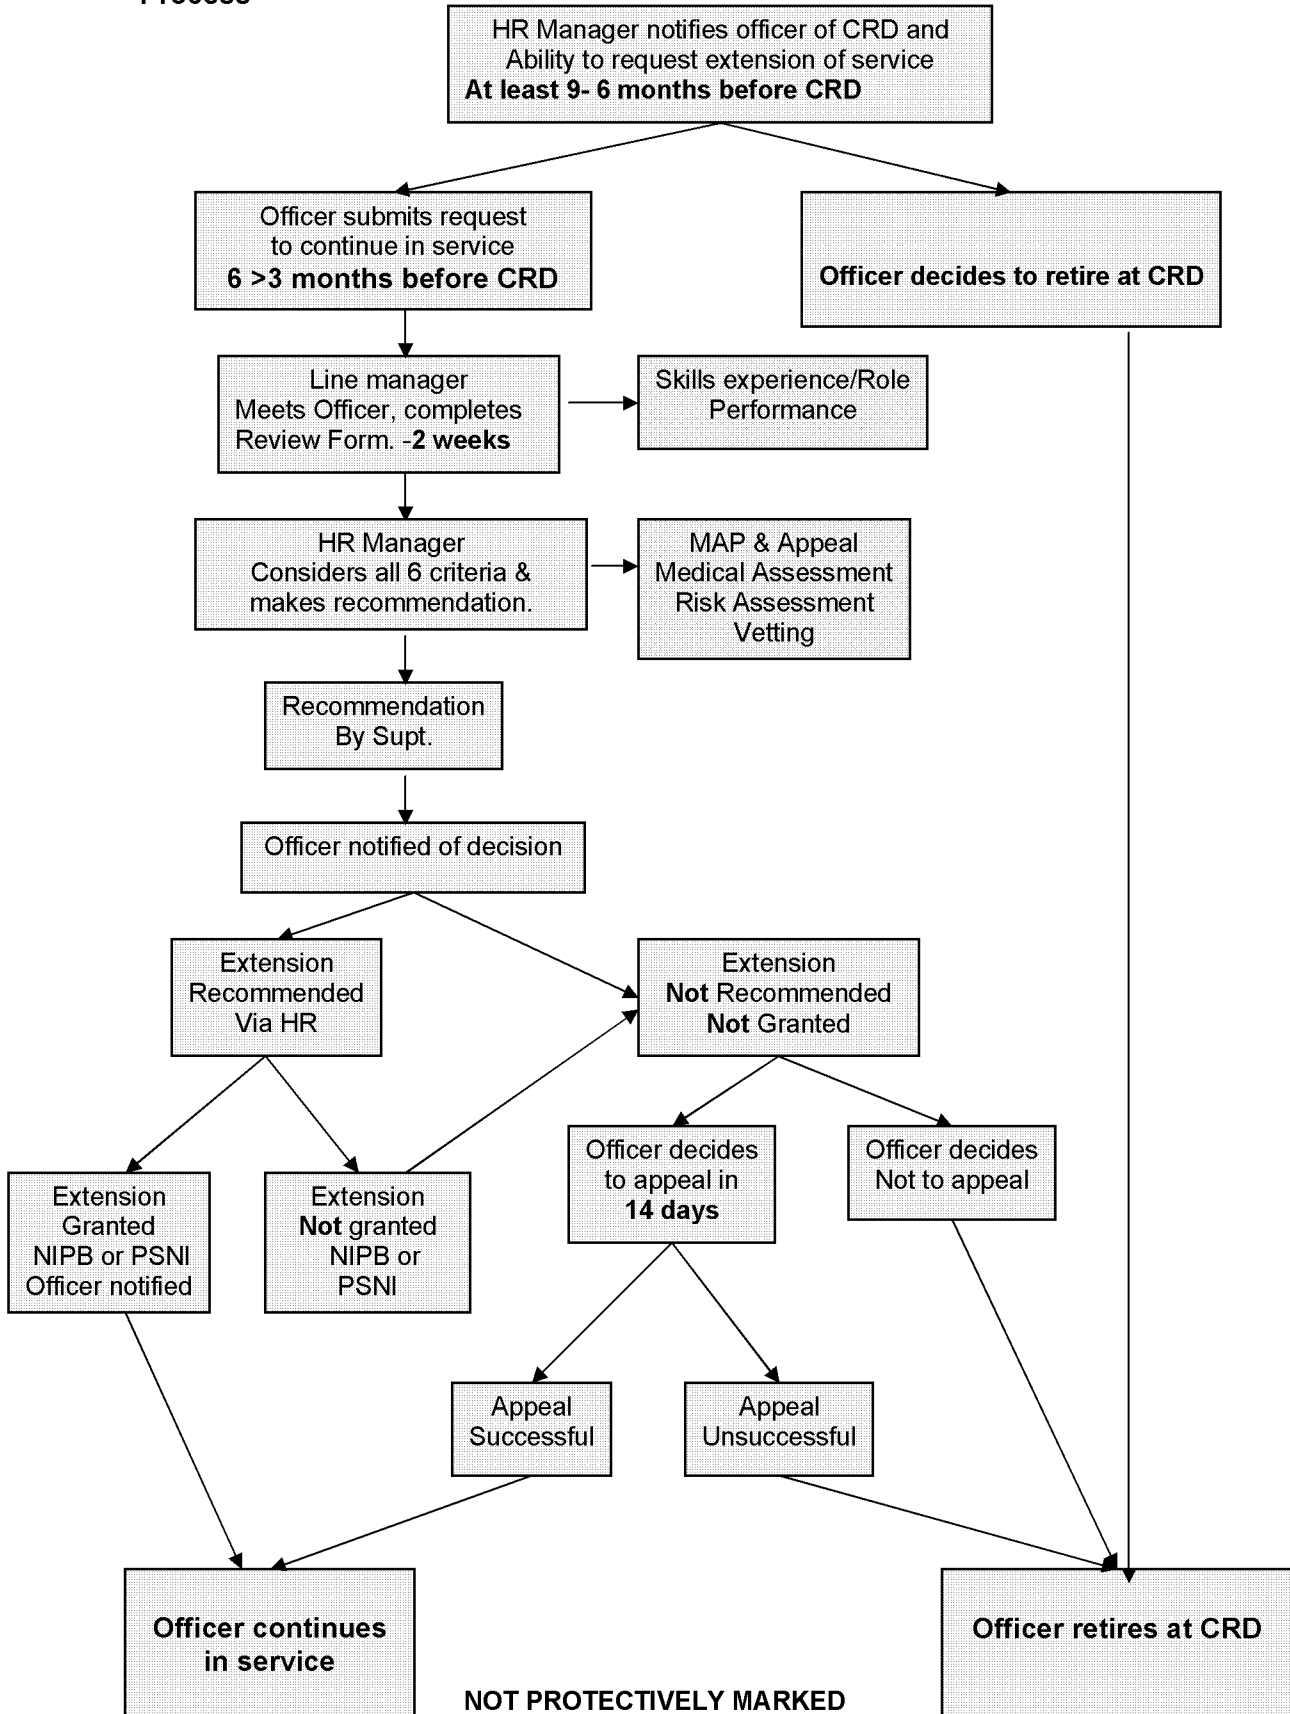 Process
HR Manager notifies officer of CRD and
Ability to request extension of service
At least 9- 6 months before CRD
Officer submits request
to continue in service
6 >3 months before CRD
Officer decides to retire at CRD
Line manager
Meets Officer, completes
Review Form. -2 weeks
Skills experience/Role
Performance
HR Manager
Considers all 6 criteria &
makes recommendation.
MAP & Appeal
Medical Assessment
Risk Assessment
Vetting
Recommendation
By Supt.
Officer notified of decision
Extension
Recommended
Via HR
Extension
Not Recommended
Not Granted
Officer decides
to appeal in
14 days
Officer decides
Not to appeal
Extension
Granted
NIPB or PSNI
Officer notified
Extension
Not granted
NIPB or
PSNI
Appeal
Successful
Appeal
Unsuccessful
Officer continues
in service
Officer retires at CRD
NOT PROTECTIVELY MARKED